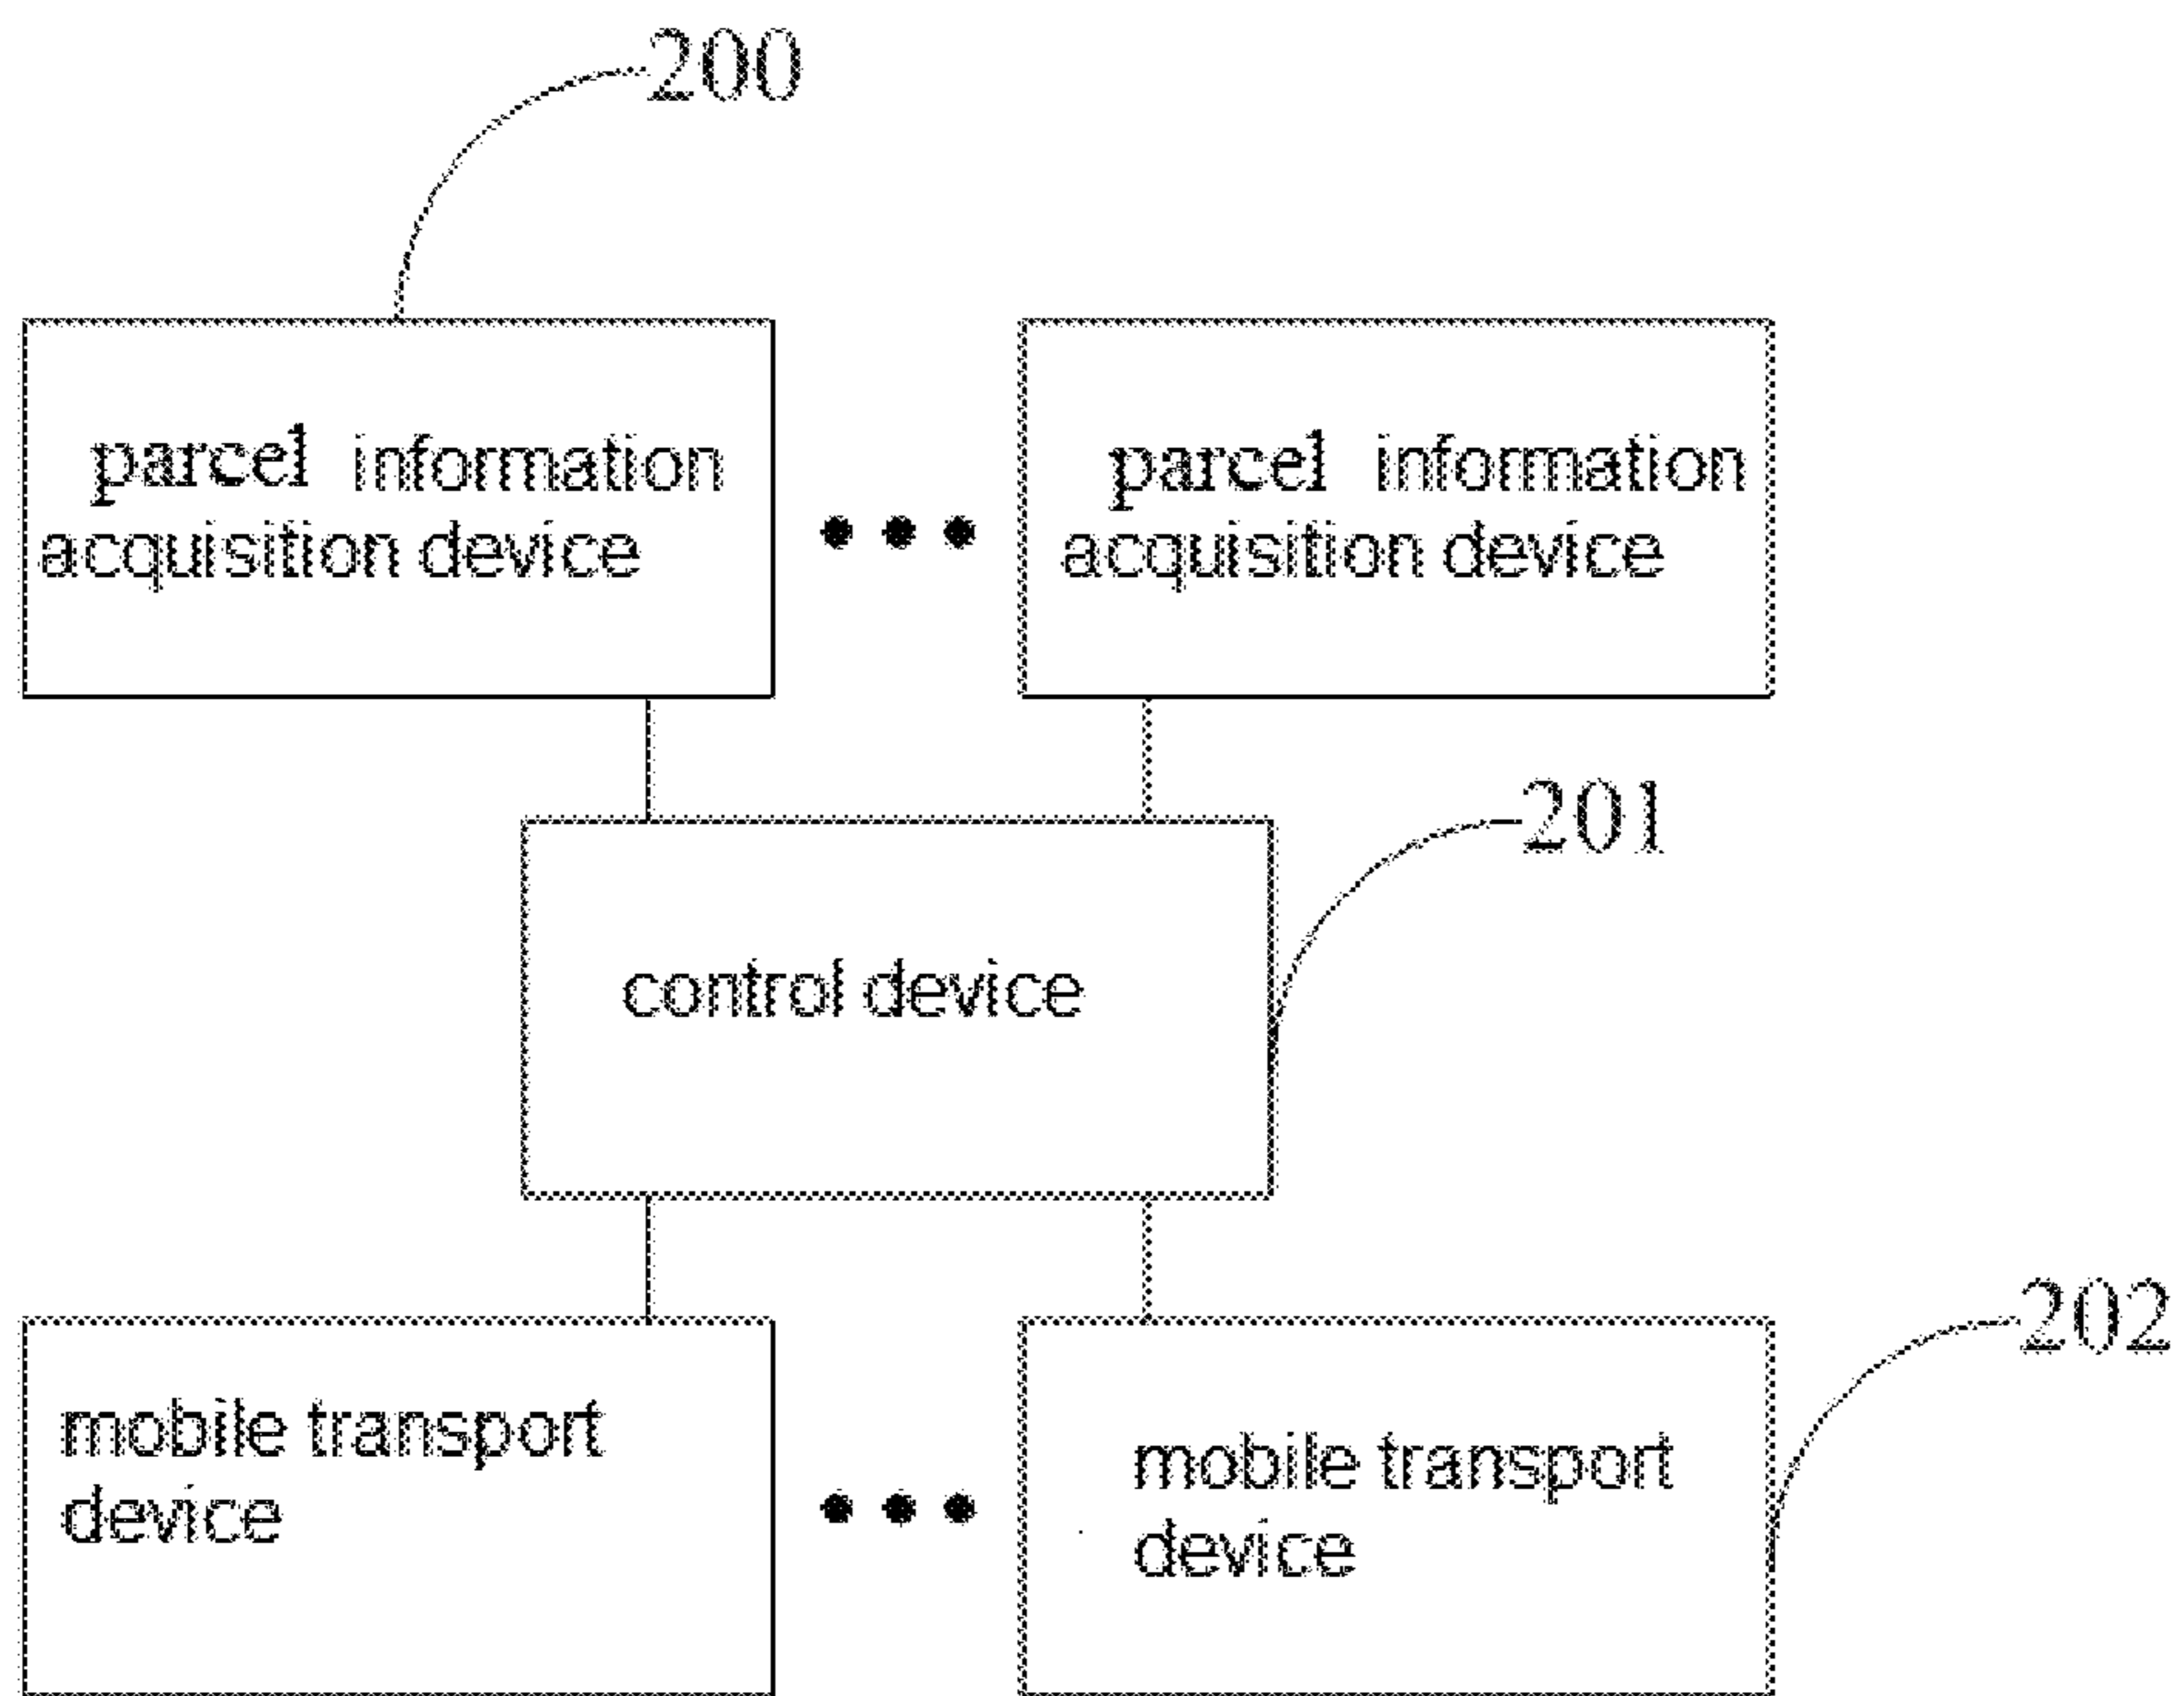 200
parcel information
acquisition device
parcel information
acquisition device
201
control device
202
mobile transport
device
mobile transport
device